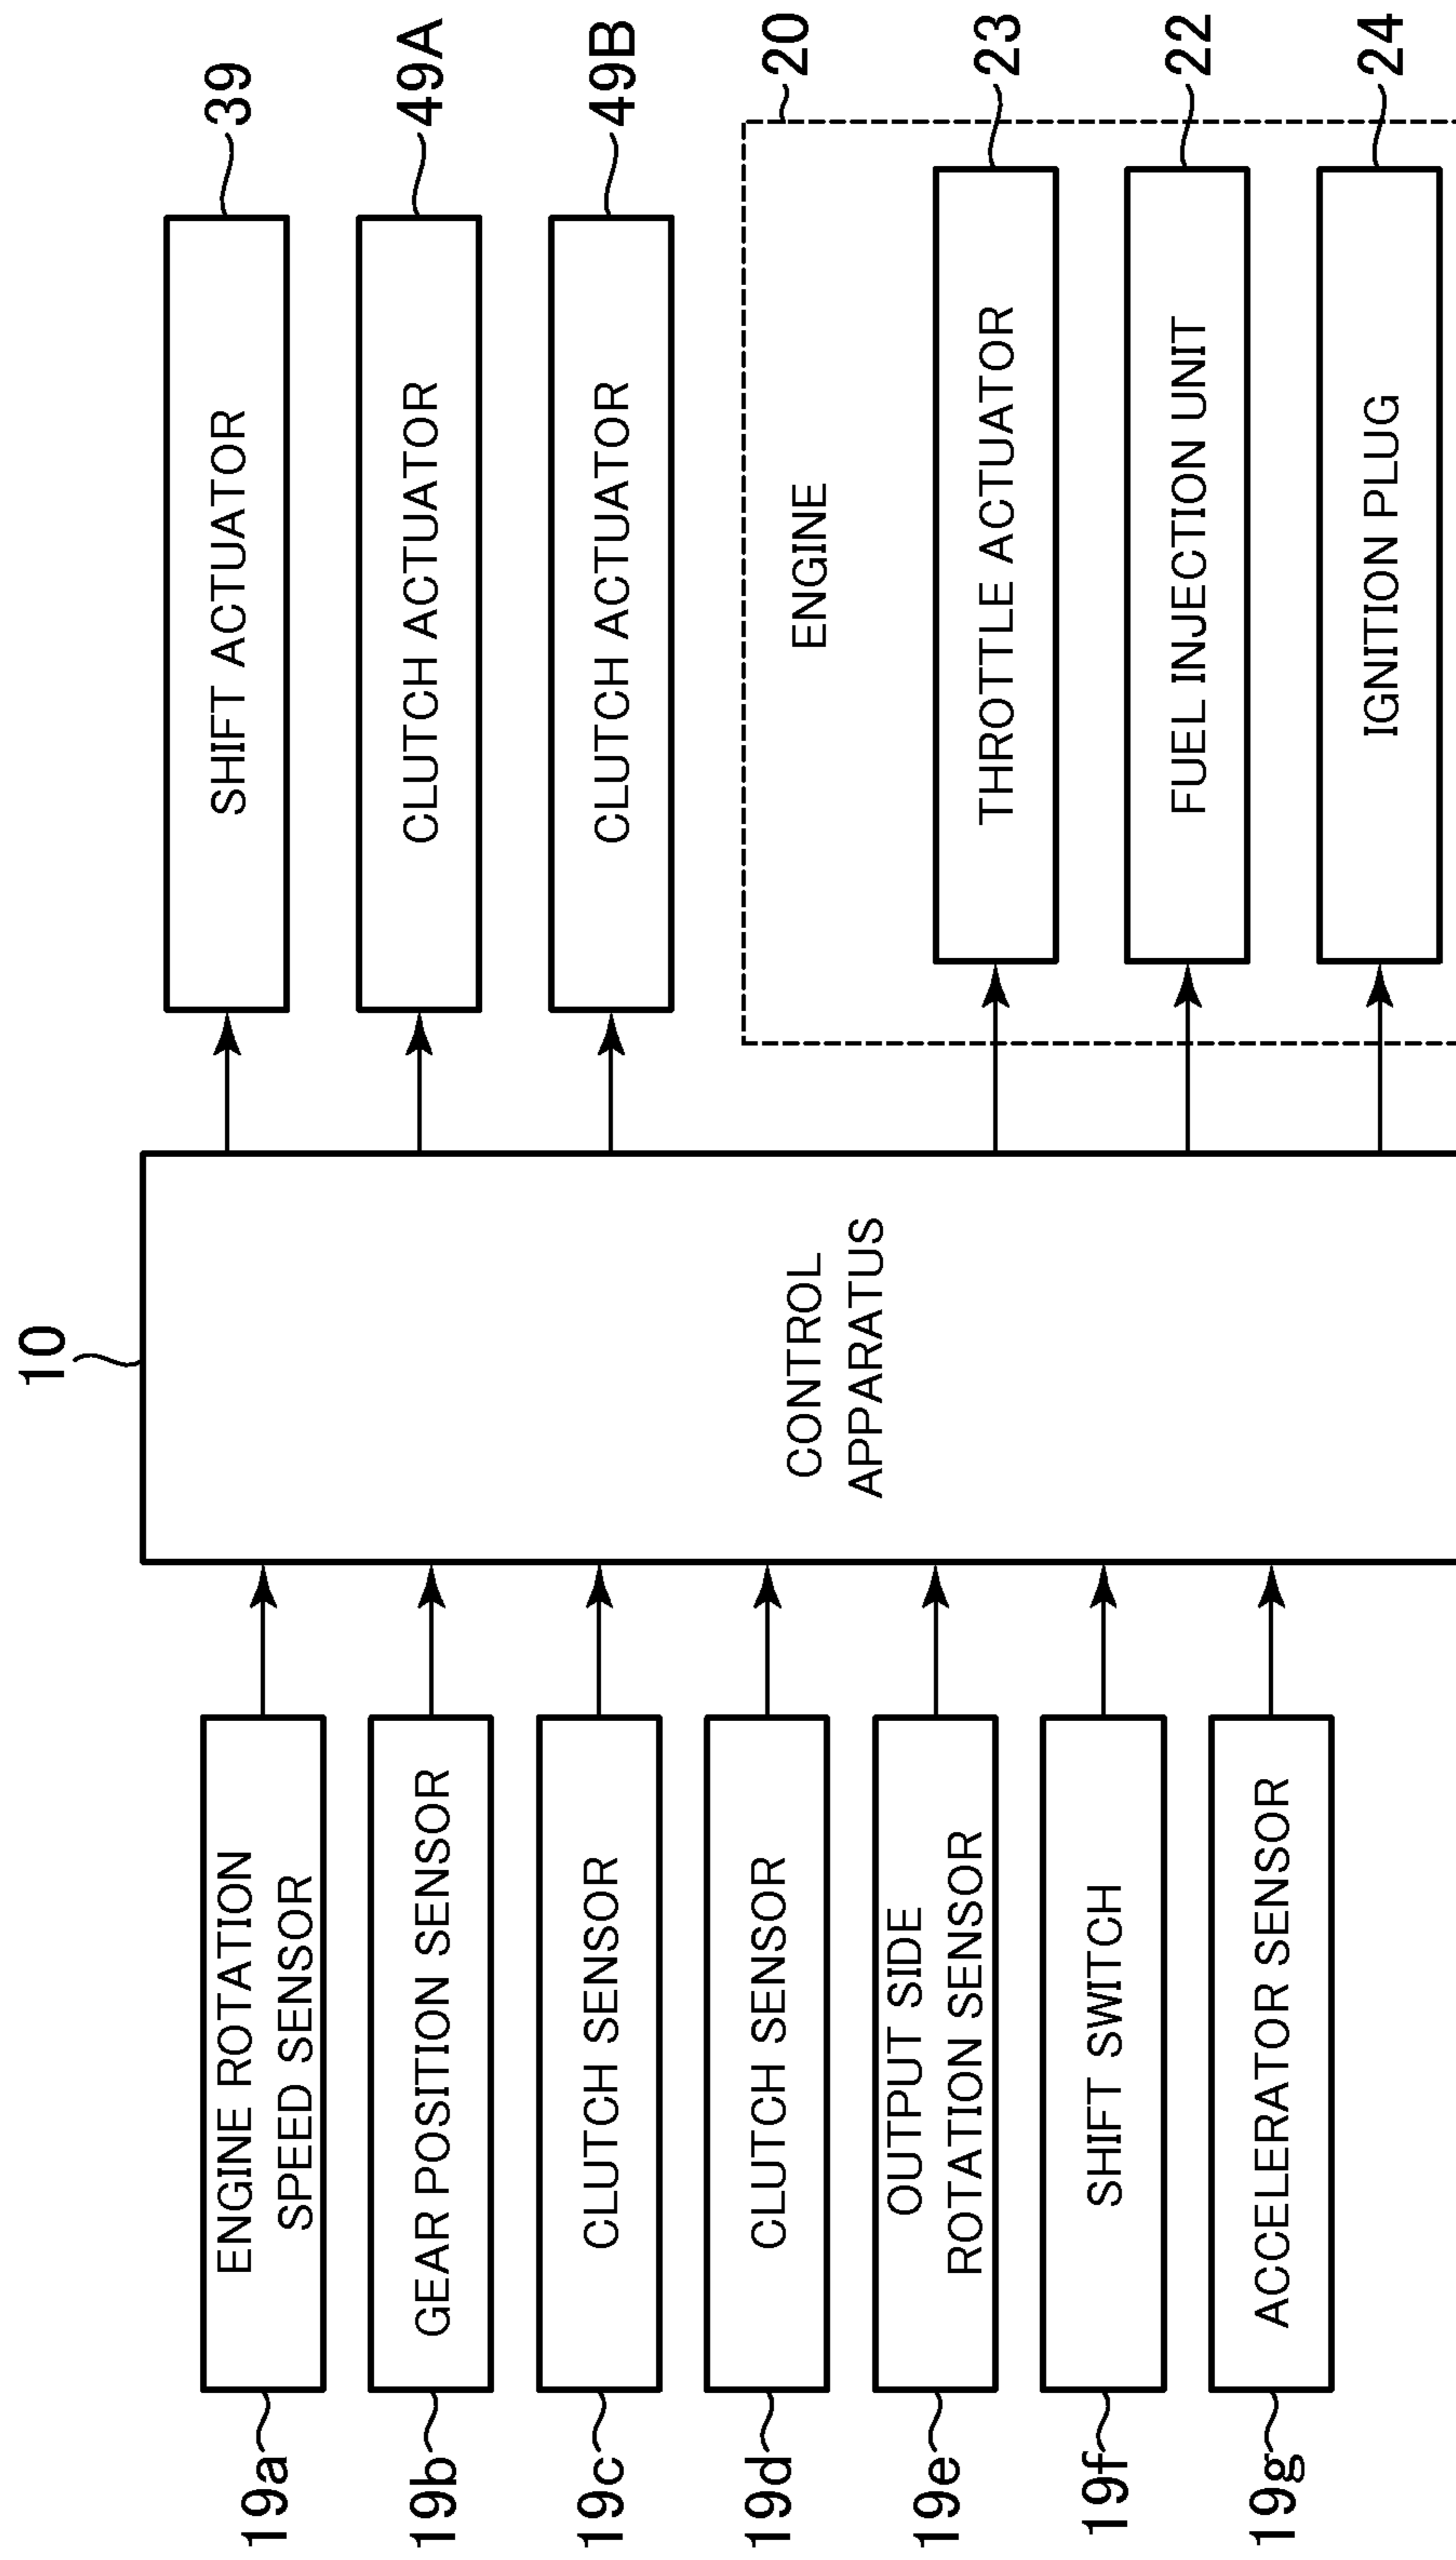 10
19a
ENGINE ROTATION
SPEED SENSOR
19b
GEAR POSITION SENSOR
19c
CLUTCH SENSOR
19d
CLUTCH SENSOR
19e
OUTPUT SIDE
ROTATION SENSOR
19f
SHIFT SWITCH
19g
ACCELERATOR SENSOR
CONTROL
APPARATUS
SHIFT ACTUATOR
39
CLUTCH ACTUATOR
49A
CLUTCH ACTUATOR
49B
20
ENGINE
THROTTLE ACTUATOR
23
FUEL INJECTION UNIT
22
IGNITION PLUG
24